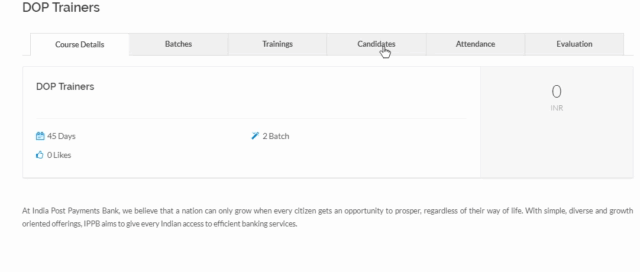 DOP Trainers
Course Details Batches Trainings Candidates Attendance Evaluation
DOP Trainers
0
INR
45 Days 2 Batch
0 Likes
At India Post Payments Bank, we believe that a nation can only grow when every citizen gets an opportunity to prosper, regardless of their way of life. With simple, diverse and growth
oriented offerings, IPPB aims to give every Indian access to efficient banking services.